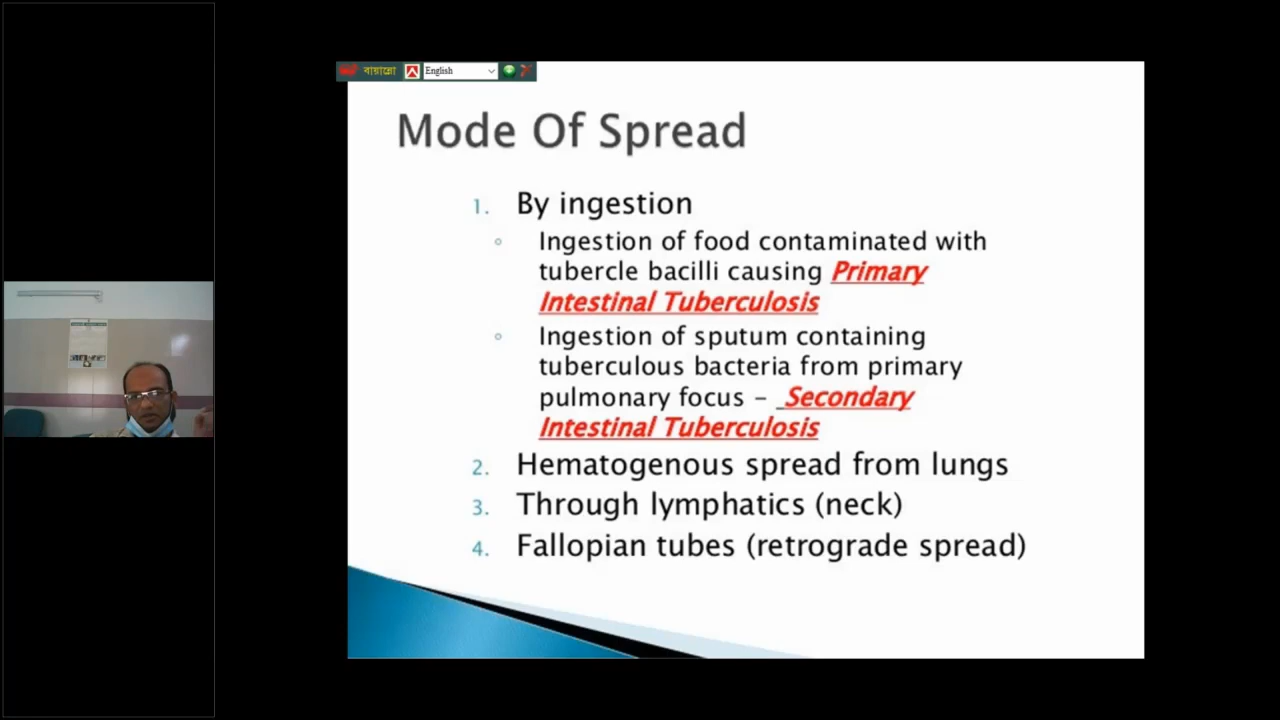 বায়ান্নো English
Mode Of Spread
1. By ingestion
◦ Ingestion of food contaminated with
tubercle bacilli causing Primary
Intestinal Tuberculosis
◦ Ingestion of sputum containing
tuberculous bacteria from primary
pulmonary focus – Secondary
Intestinal Tuberculosis
2. Hematogenous spread from lungs
3. Through lymphatics (neck)
4. Fallopian tubes (retrograde spread)